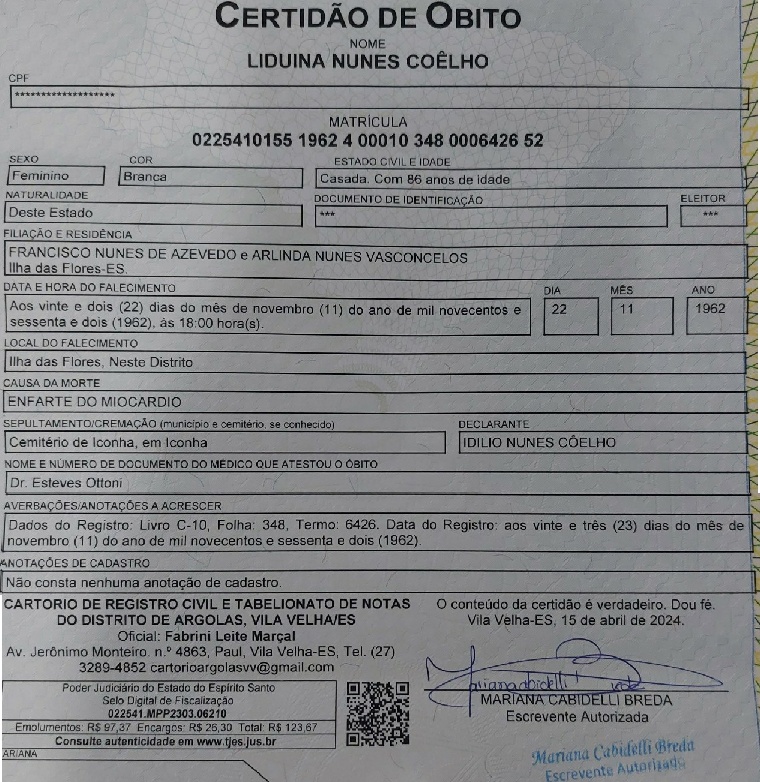 CERTIDÃO DE ÓBITO
NOME
LIDUINA NUNES COÊLHO
CPF
*******************
MATRÍCULA
0225410155 1962 4 00010 348 0006426 52
SEXO COR ESTADO CIVIL E IDADE
Feminino Branca Casada. Com 86 anos de idade
NATURALIDADE DOCUMENTO DE IDENTIFICAÇÃO ELEITOR
Deste Estado *** ***
FILIAÇÃO E RESIDÊNCIA
FRANCISCO NUNES DE AZEVEDO e ARLINDA NUNES VASCONCELOS
Ilha das Flores-ES.
DATA E HORA DO FALECIMENTO DIA MÊS ANO
Aos vinte e dois (22) dias do mês de novembro (11) do ano de mil novecentos e
sessenta e dois (1962), às 18:00 hora(s). 22 11 1962
LOCAL DO FALECIMENTO
Ilha das Flores, Neste Distrito
CAUSA DA MORTE
ENFARTE DO MIOCARDIO
SEPULTAMENTO/CREMAÇÃO (município e cemitério, se conhecido) DECLARANTE
Cemitério de Iconha, em Iconha IDILIO NUNES CÔELHO
NOME E NÚMERO DE DOCUMENTO DO MÉDICO QUE ATESTOU O ÓBITO
Dr. Esteves Ottoni
AVERBAÇÕES/ANOTAÇÕES A ACRESCER
Dados do Registro: Livro C-10, Folha: 348, Termo: 6426. Data do Registro: aos vinte e três (23) dias do mês de
novembro (11) do ano de mil novecentos e sessenta e dois (1962).
ANOTAÇÕES DE CADASTRO
Não consta nenhuma anotação de cadastro.
CARTORIO DE REGISTRO CIVIL E TABELIONATO DE NOTAS
DO DISTRITO DE ARGOLAS, VILA VELHA/ES
Oficial: Fabrini Leite Marçal
Av. Jerônimo Monteiro. n.º 4863, Paul, Vila Velha-ES, Tel. (27)
3289-4852 cartorioargolasvv@gmail.com
O conteúdo da certidão é verdadeiro. Dou fé.
Vila Velha-ES, 15 de abril de 2024.
MARIANA CABIDELLI BREDA
Escrevente Autorizada
Mariana Cabidelli Breda
Escrevente Autorizada
Poder Judiciário do Estado do Espírito Santo
Selo Digital de Fiscalização
022541.MPP2303.06210
Emolumentos: R$ 97,37 Encargos: R$ 26,30 Total: R$ 123,67
Consulte autenticidade em www.tjes.jus.br
ARIANA